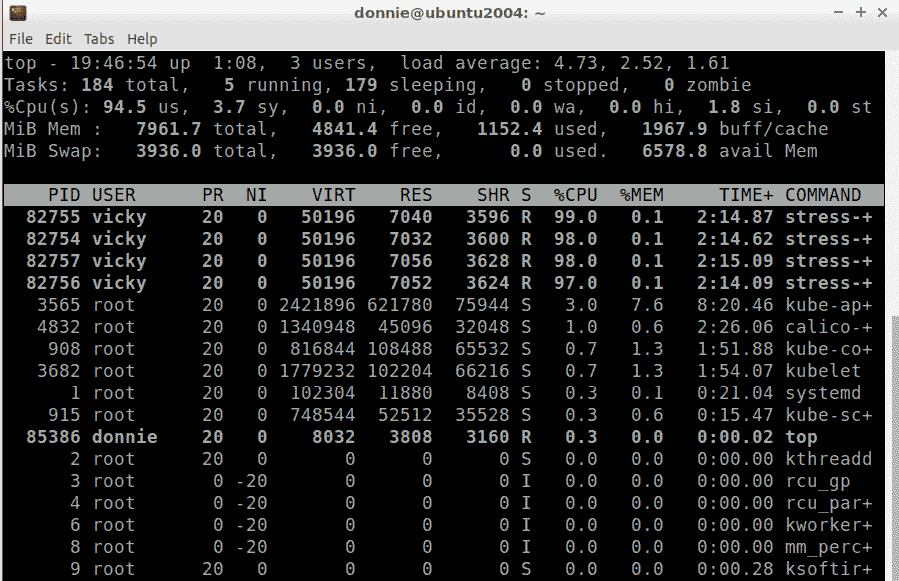 donnie@ubuntu2004: ~
File Edit Tabs Help
top - 19:46:54 up  1:08,  3 users,  load average: 4.73, 2.52, 1.61
Tasks: 184 total,   5 running, 179 sleeping,   0 stopped,   0 zombie
%Cpu(s): 94.5 us,  3.7 sy,  0.0 ni,  0.0 id,  0.0 wa,  0.0 hi,  1.8 si,  0.0 st
MiB Mem :   7961.7 total,   4841.4 free,   1152.4 used,   1967.9 buff/cache
MiB Swap:   3936.0 total,   3936.0 free,      0.0 used.   6578.8 avail Mem
PID USER      PR  NI    VIRT    RES    SHR S  %CPU  %MEM     TIME+ COMMAND
82755 vicky     20   0   50196   7040   3596 R  99.0   0.1   2:14.87 stress-+
82754 vicky     20   0   50196   7032   3600 R  98.0   0.1   2:14.62 stress-+
82757 vicky     20   0   50196   7056   3628 R  98.0   0.1   2:15.09 stress-+
82756 vicky     20   0   50196   7052   3624 R  97.0   0.1   2:14.09 stress-+
3565 root      20   0 2421896 621780  75944 S   3.0   7.6   8:20.46 kube-ap+
4832 root      20   0 1340948  45096  32048 S   1.0   0.6   2:26.06 calico-+
908 root      20   0  816844 108488  65532 S   0.7   1.3   1:51.88 kube-co+
3682 root      20   0 1779232 102204  66216 S   0.7   1.3   1:54.07 kubelet
1 root      20   0  102304  11880   8408 S   0.3   0.1   0:21.04 systemd
915 root      20   0  748544  52512  35528 S   0.3   0.6   0:15.47 kube-sc+
85386 donnie    20   0    8032   3808   3160 R   0.3   0.0   0:00.02 top
2 root      20   0       0      0      0 S   0.0   0.0   0:00.00 kthreadd
3 root       0 -20       0      0      0 I   0.0   0.0   0:00.00 rcu_gp
4 root       0 -20       0      0      0 I   0.0   0.0   0:00.00 rcu_par+
6 root       0 -20       0      0      0 I   0.0   0.0   0:00.00 kworker+
8 root       0 -20       0      0      0 I   0.0   0.0   0:00.00 mm_perc+
9 root      20   0       0      0      0 S   0.0   0.0   0:00.28 ksoftir+